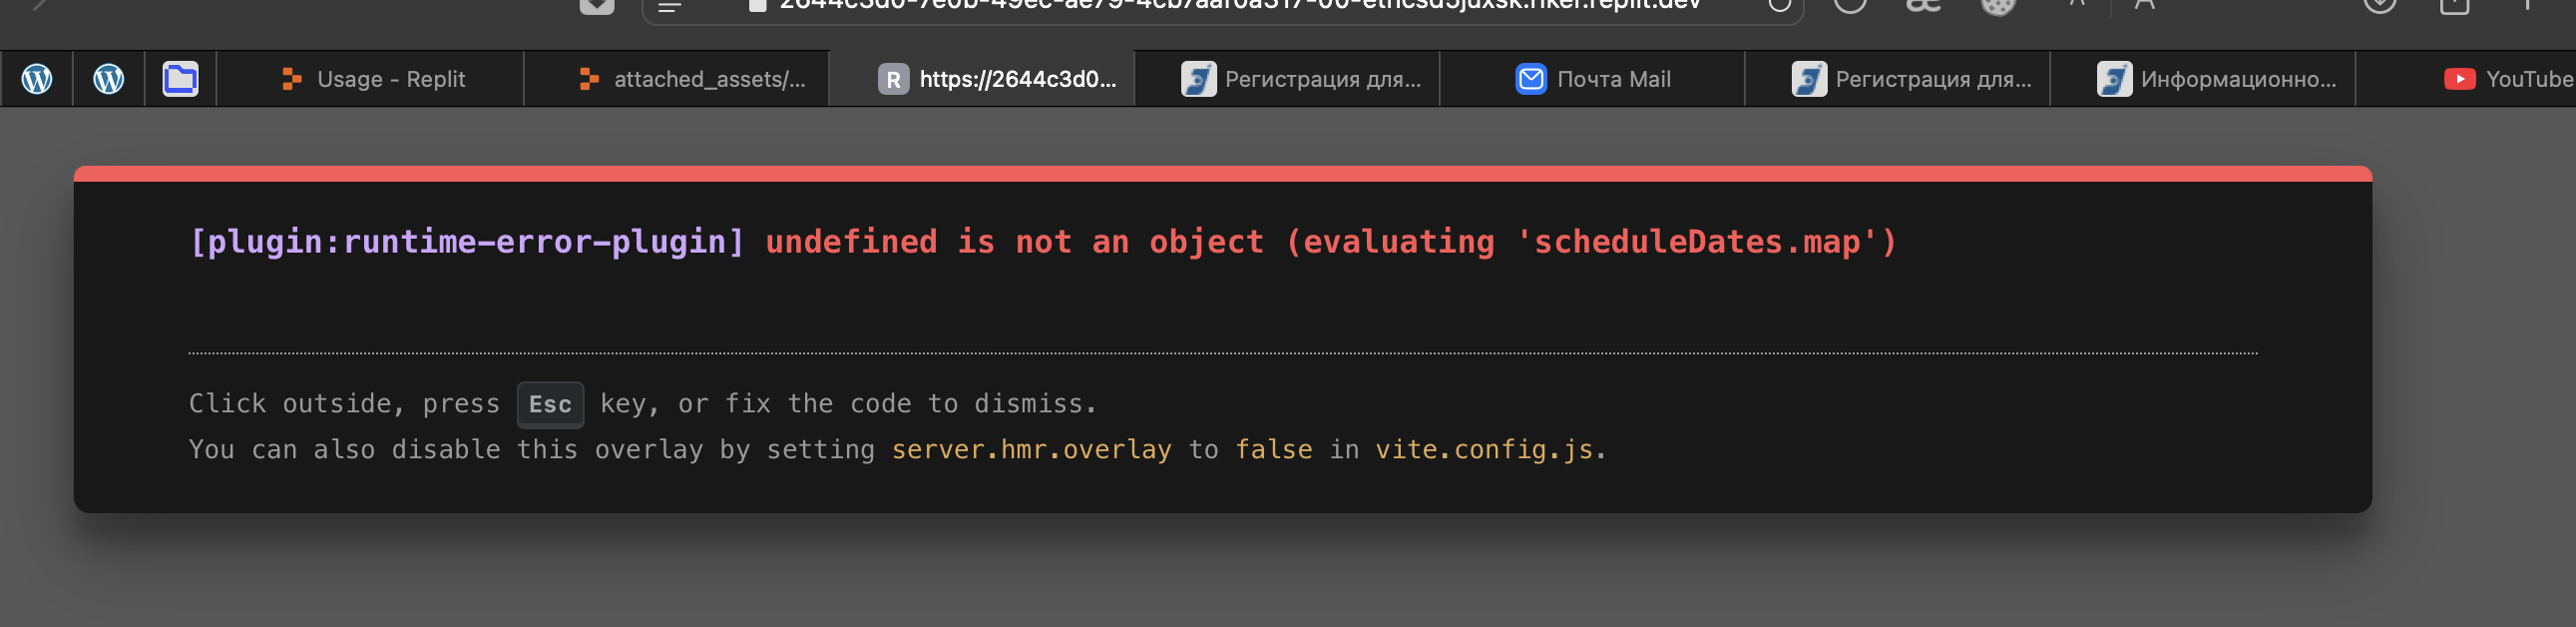 Usage - Replit
attached_assets/...
R
https://2644c3d0...
Регистрация для...
Почта Mail
Регистрация для...
Информационно...
YouTube
[plugin:runtime-error-plugin] undefined is not an object (evaluating 'scheduleDates.map')
Click outside, press Esc key, or fix the code to dismiss.
You can also disable this overlay by setting server.hmr.overlay to false in vite.config.js.